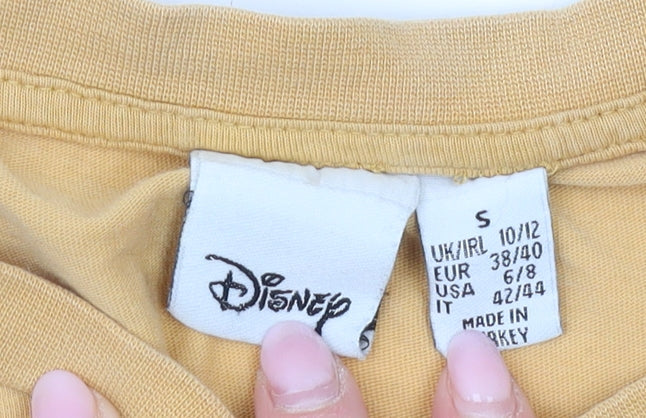 Disney
S
UK/IRL 10/12
EUR 38/40
USA 6/8
IT 42/44
MADE IN